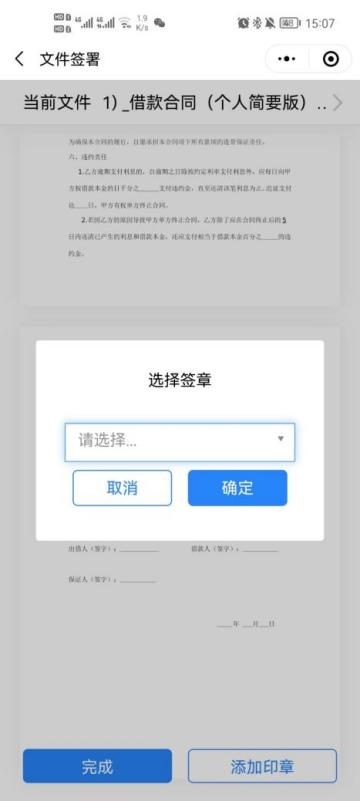 1.9
K/s
48
15:07
文件签署
当前文件 1)_借款合同（个人简要版）..
为确保本合同的履行，自愿承担本合同项下所有款项的连带保证责任。
六、违约责任
1.乙方逾期支付利息的，自逾期之日除按约定利率支付利息外，应每日向甲
方按借款本金的日千分之______支付违约金，直至还清该笔利息为止。迟延支付
达____日，甲方有权单方终止合同。
2.若因乙方的原因导致甲方单方终止合同，乙方除了应在合同终止后的5
日内还清已产生的利息和借款本金，还应支付相当于借款本金百分之______的违
约金。
选择签章
请选择...
取消 确定
出借人（签字）：__________ 借款人（签字）：__________
保证人（签字）：__________
____年 ___月___日
完成 添加印章